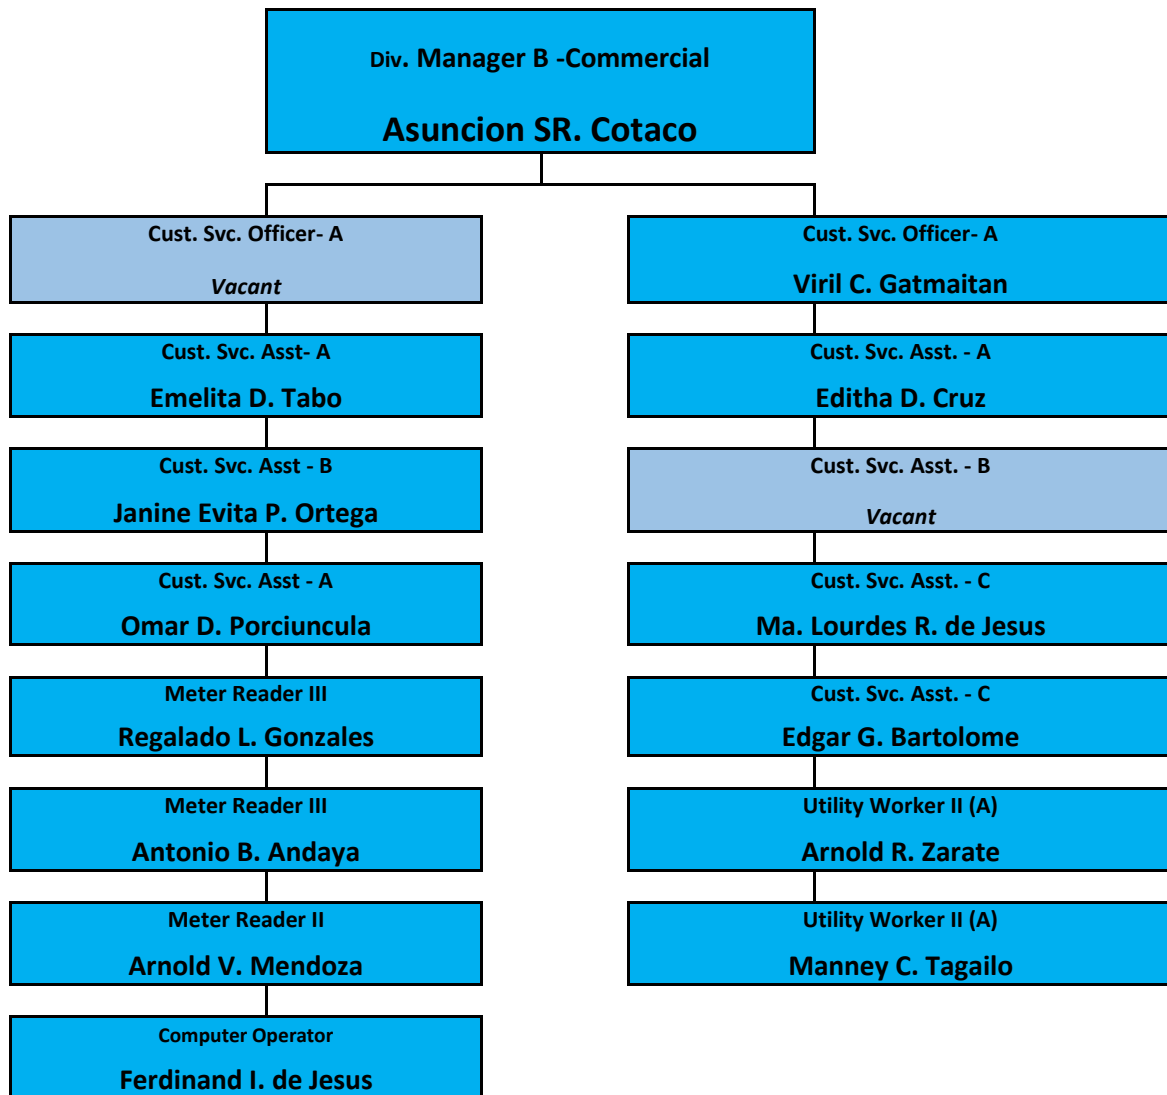 Div. Manager B -Commercial
Asuncion SR. Cotaco
Cust. Svc. Officer- A
Vacant
Cust. Svc. Asst- A
Emelita D. Tabo
Cust. Svc. Asst - B
Janine Evita P. Ortega
Cust. Svc. Asst - A
Omar D. Porciuncula
Meter Reader III
Regalado L. Gonzales
Meter Reader III
Antonio B. Andaya
Meter Reader II
Arnold V. Mendoza
Computer Operator
Ferdinand I. de Jesus
Cust. Svc. Officer- A
Viril C. Gatmaitan
Cust. Svc. Asst. - A
Editha D. Cruz
Cust. Svc. Asst. - B
Vacant
Cust. Svc. Asst. - C
Ma. Lourdes R. de Jesus
Cust. Svc. Asst. - C
Edgar G. Bartolome
Utility Worker II (A)
Arnold R. Zarate
Utility Worker II (A)
Manney C. Tagailo